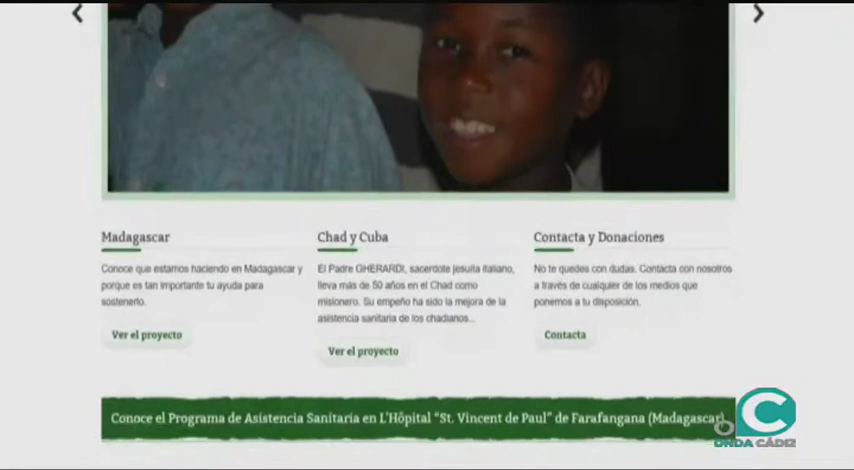 Madagascar
Conoce que estamos haciendo en Madagascar y
porque es tan importante tu ayuda para
sostenerlo.
Ver el proyecto
Chad y Cuba
El Padre GHERARDI, sacerdote jesuita italiano,
lleva más de 50 años en el Chad como
misionero. Su empeño ha sido la mejora de la
asistencia sanitaria de los chadianos...
Ver el proyecto
Contacta y Donaciones
No te quedes con dudas. Contacta con nosotros
a través de cualquier de los medios que
ponemos a tu disposición.
Contacta
Conoce el Programa de Asistencia Sanitaria en L'Hôpital "St. Vincent de Paul" de Farafangana (Madagascar)
ONDA CÁDIZ